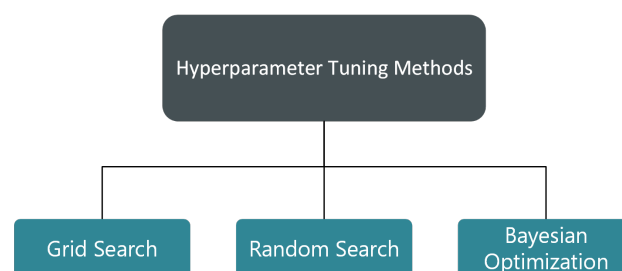 Hyperparameter Tuning Methods
Grid Search
Random Search
Bayesian
Optimization